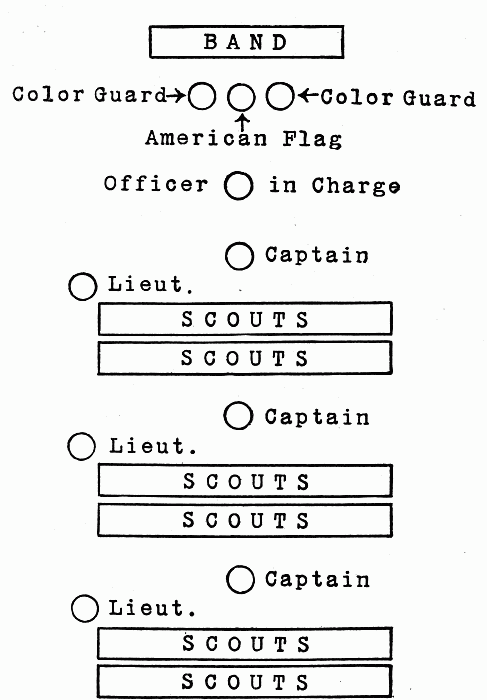 BAND
Color Guard→ ←Color Guard
American Flag
Officer in Charge
Captain
Lieut.
SCOUTS
SCOUTS
Captain
Lieut.
SCOUTS
SCOUTS
Captain
Lieut.
SCOUTS
SCOUTS